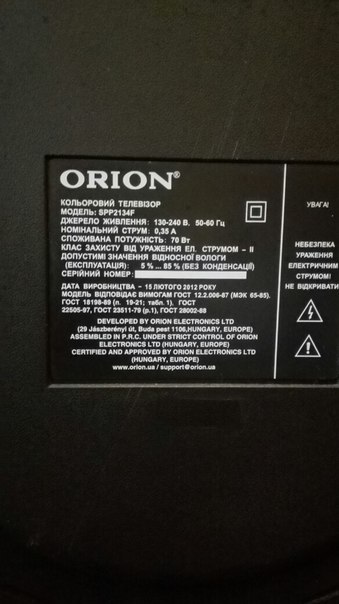 ORION®
КОЛЬОРОВИЙ ТЕЛЕВІЗОР
МОДЕЛЬ: SPP2134F
ДЖЕРЕЛО ЖИВЛЕННЯ: 130-240 В, 50-60 Гц
НОМІНАЛЬНИЙ СТРУМ: 0,35 А
СПОЖИВАНА ПОТУЖНІСТЬ: 70 Вт
КЛАС ЗАХИСТУ ВІД УРАЖЕННЯ ЕЛ. СТРУМОМ – II
ДОПУСТИМІ ЗНАЧЕННЯ ВІДНОСНОЇ ВОЛОГИ
(ЕКСПЛУАТАЦІЯ): 5 % ... 85 % (БЕЗ КОНДЕНСАЦІЇ)
СЕРІЙНИЙ НОМЕР:
ДАТА ВИРОБНИЦТВА – 15 ЛЮТОГО 2012 РОКУ
МОДЕЛЬ ВІДПОВІДАЄ ВИМОГАМ ГОСТ 12.2.006-87 (МЭК 65-85),
ГОСТ 18198-89 (п. 19-21; табл. 1), ГОСТ
22505-97, ГОСТ 23511-79 (р.1), ГОСТ 28002-88
DEVELOPED BY ORION ELECTRONICS LTD
(29 Jászberényi út, Buda pest 1106,HUNGARY, EUROPE)
ASSEMBLED IN P.R.C. UNDER STRICT CONTROL OF ORION
ELECTRONICS LTD (HUNGARY, EUROPE)
CERTIFIED AND APPROVED BY ORION ELECTRONICS LTD
(HUNGARY, EUROPE)
www.orion.ua / support@orion.ua
УВАГА!
НЕБЕЗПЕКА
УРАЖЕННЯ
ЕЛЕКТРИЧНИМ
СТРУМОМ!
НЕ ВІДКРИВАТИ